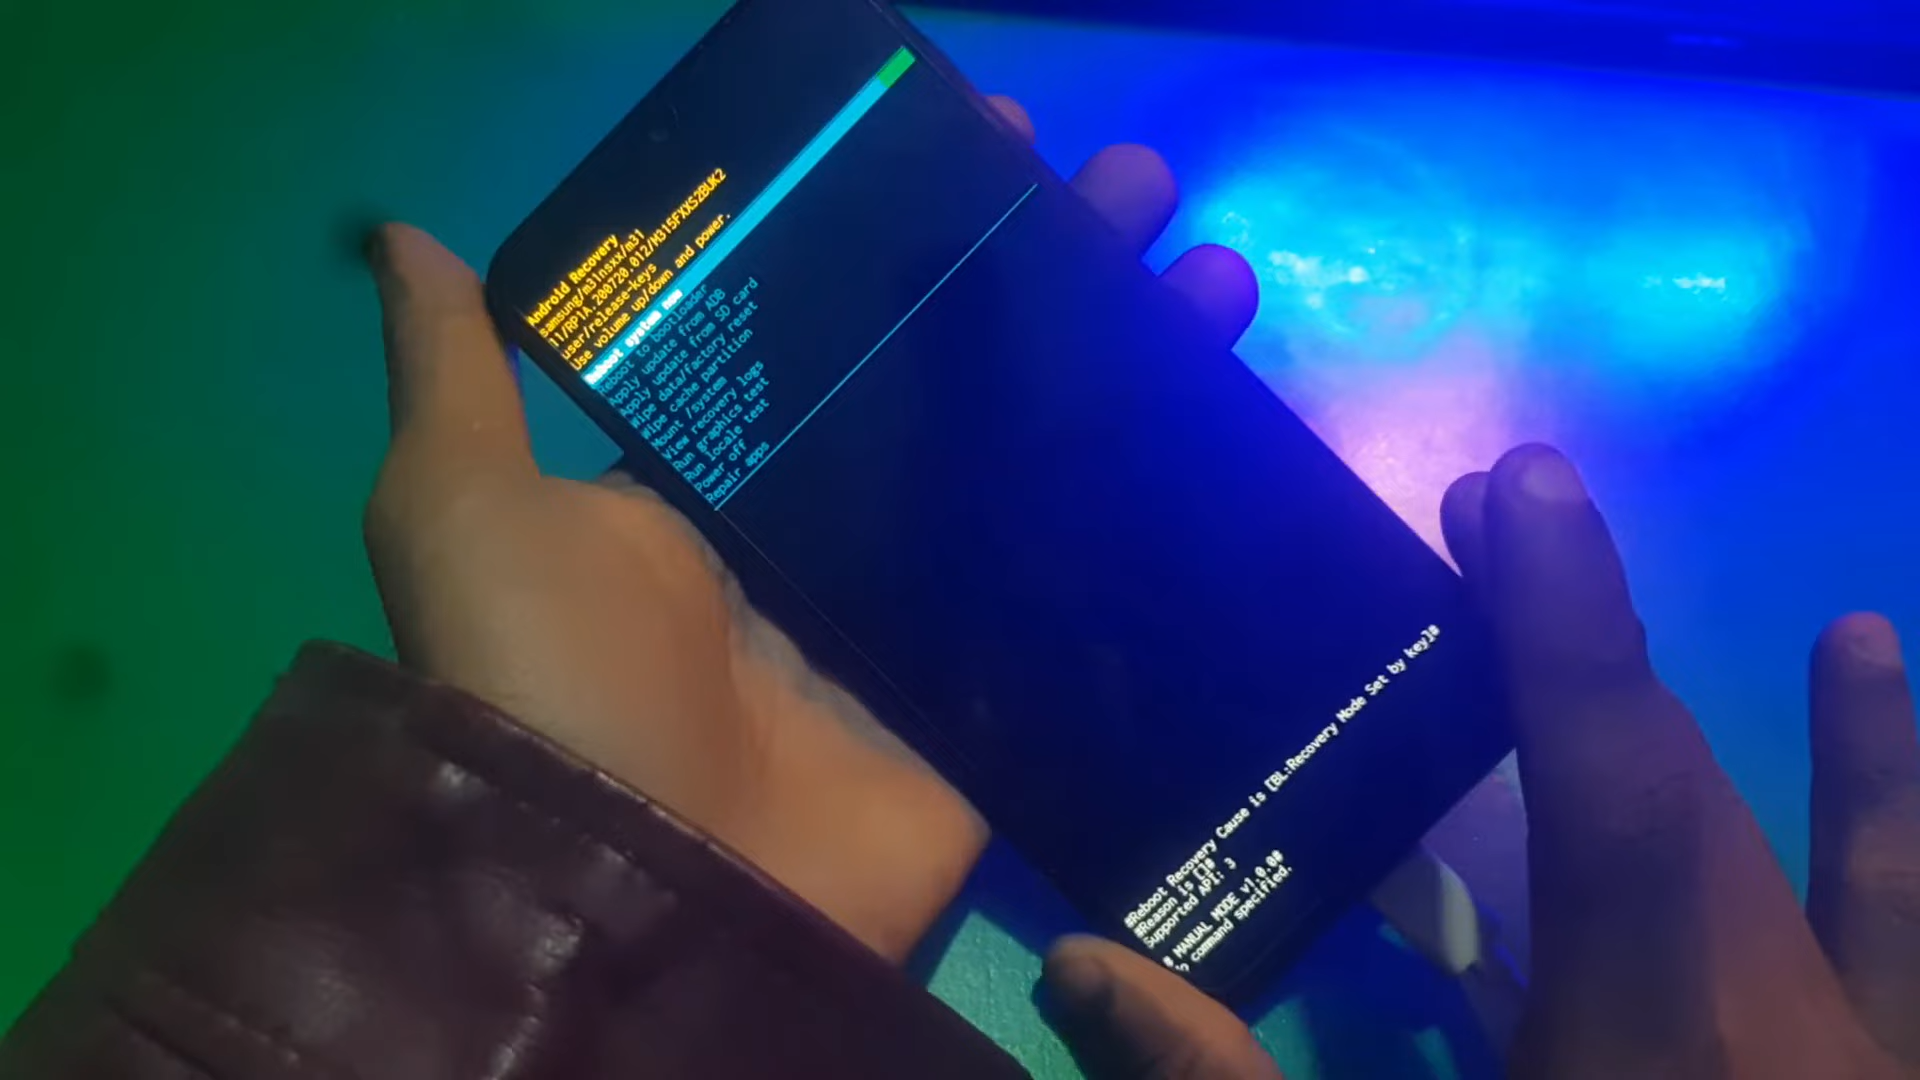 Android Recovery
samsung/m31nsxx/m31
11/RP1A.200720.012/M315FXXS2BUK2
user/release-keys
Use volume up/down and power.
Reboot system now
Reboot to bootloader
Apply update from ADB
Apply update from SD card
Wipe data/factory reset
Wipe cache partition
Mount /system
View recovery logs
Run graphics test
Run locale test
Power off
Repair apps
#Reboot Recovery Cause is [BL:Recovery Mode Set by key]#
#Reason is []#
Supported API: 3
# MANUAL MODE v1.0.0#
command specified.